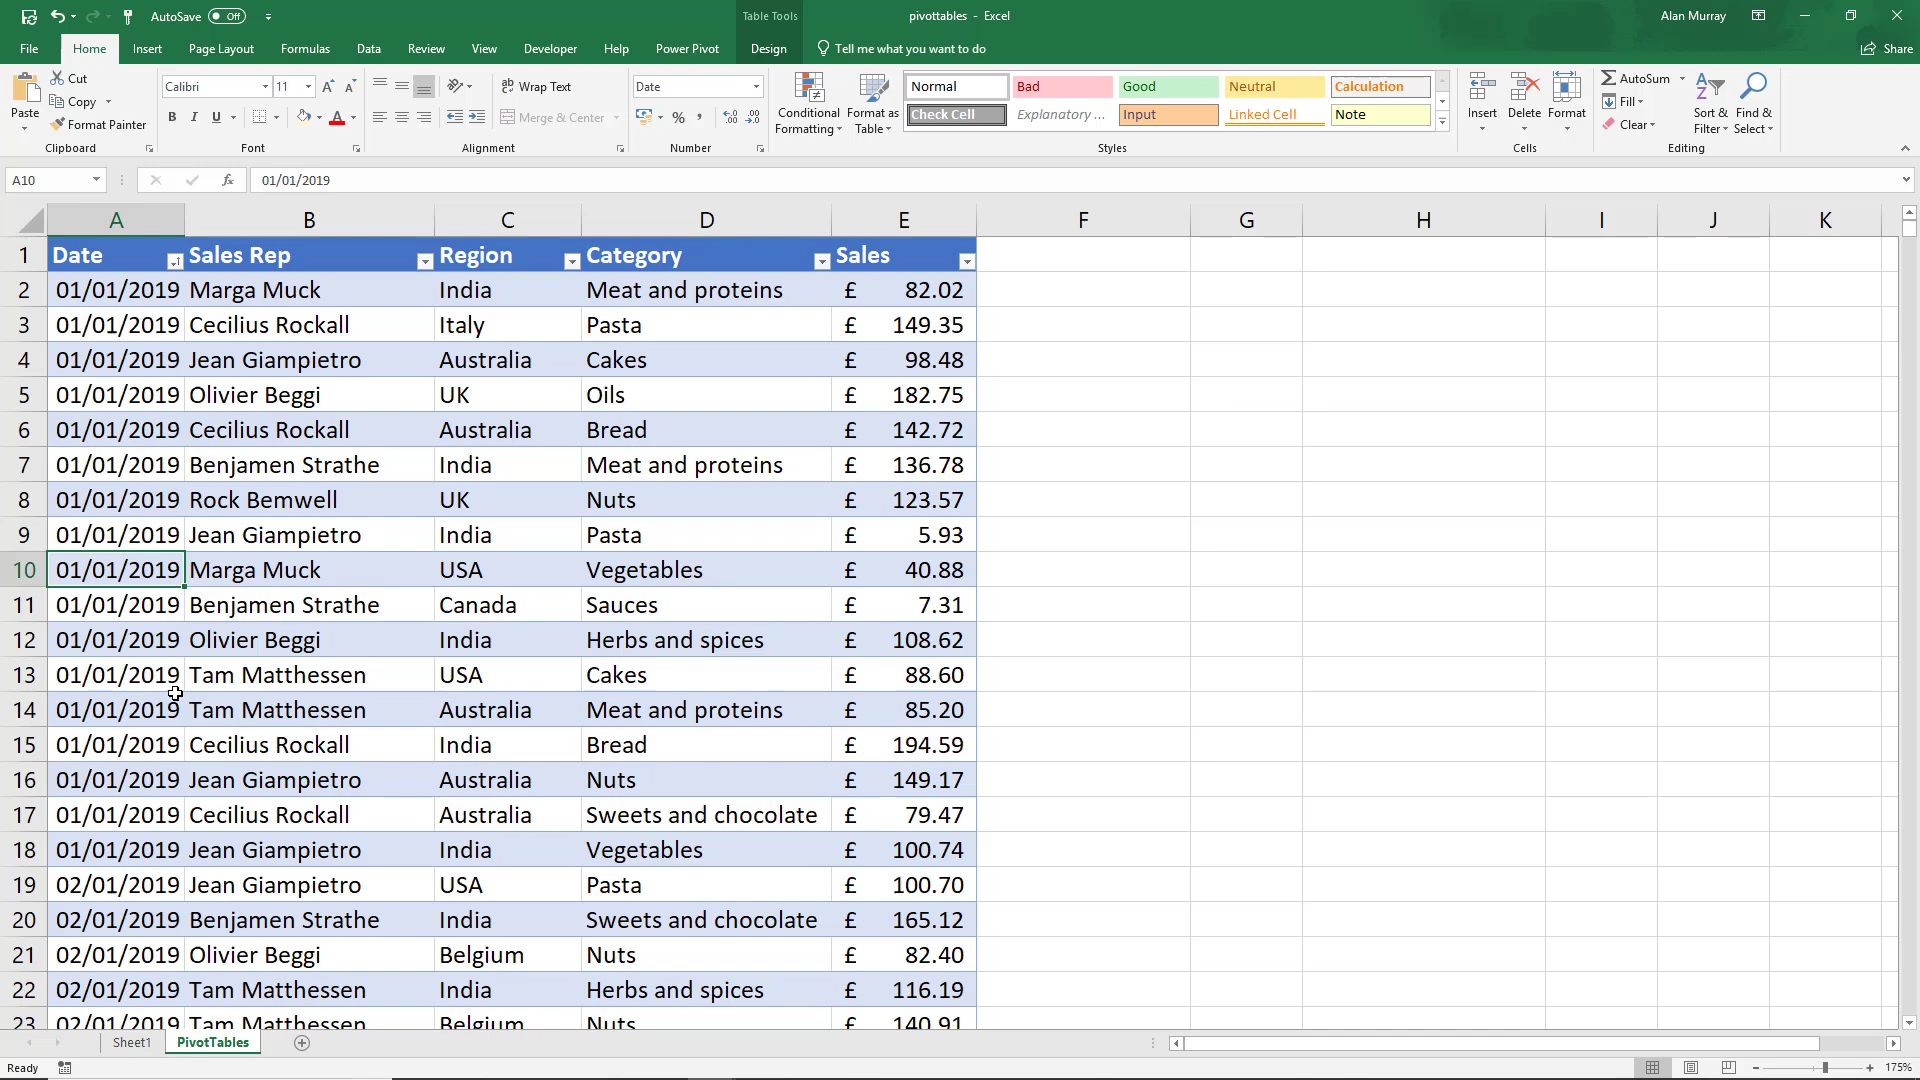 AutoSave Off Table Tools pivottables - Excel Alan Murray
File Home Insert Page Layout Formulas Data Review View Developer Help Power Pivot Design Tell me what you want to do Share
Paste Cut Copy Format Painter
Clipboard
Calibri 11
B I U A
Font
Wrap Text
Merge & Center
Alignment
Date
%
Number
Conditional Formatting
Format as Table
Normal Bad Good Neutral Calculation
Check Cell Explanatory ... Input Linked Cell Note
Styles
Insert Delete Format
Cells
AutoSum
Fill
Clear
Sort & Filter
Find & Select
Editing
A10 fx 01/01/2019
A B C D E F G H I J K
1 Date Sales Rep Region Category Sales
2 01/01/2019 Marga Muck India Meat and proteins £ 82.02
3 01/01/2019 Cecilius Rockall Italy Pasta £ 149.35
4 01/01/2019 Jean Giampietro Australia Cakes £ 98.48
5 01/01/2019 Olivier Beggi UK Oils £ 182.75
6 01/01/2019 Cecilius Rockall Australia Bread £ 142.72
7 01/01/2019 Benjamen Strathe India Meat and proteins £ 136.78
8 01/01/2019 Rock Bemwell UK Nuts £ 123.57
9 01/01/2019 Jean Giampietro India Pasta £ 5.93
10 01/01/2019 Marga Muck USA Vegetables £ 40.88
11 01/01/2019 Benjamen Strathe Canada Sauces £ 7.31
12 01/01/2019 Olivier Beggi India Herbs and spices £ 108.62
13 01/01/2019 Tam Matthessen USA Cakes £ 88.60
14 01/01/2019 Tam Matthessen Australia Meat and proteins £ 85.20
15 01/01/2019 Cecilius Rockall India Bread £ 194.59
16 01/01/2019 Jean Giampietro Australia Nuts £ 149.17
17 01/01/2019 Cecilius Rockall Australia Sweets and chocolate £ 79.47
18 01/01/2019 Jean Giampietro India Vegetables £ 100.74
19 02/01/2019 Jean Giampietro USA Pasta £ 100.70
20 02/01/2019 Benjamen Strathe India Sweets and chocolate £ 165.12
21 02/01/2019 Olivier Beggi Belgium Nuts £ 82.40
22 02/01/2019 Tam Matthessen India Herbs and spices £ 116.19
23 02/01/2019 Tam Matthessen Belgium Nuts £ 140.91
Sheet1 PivotTables
Ready 175%